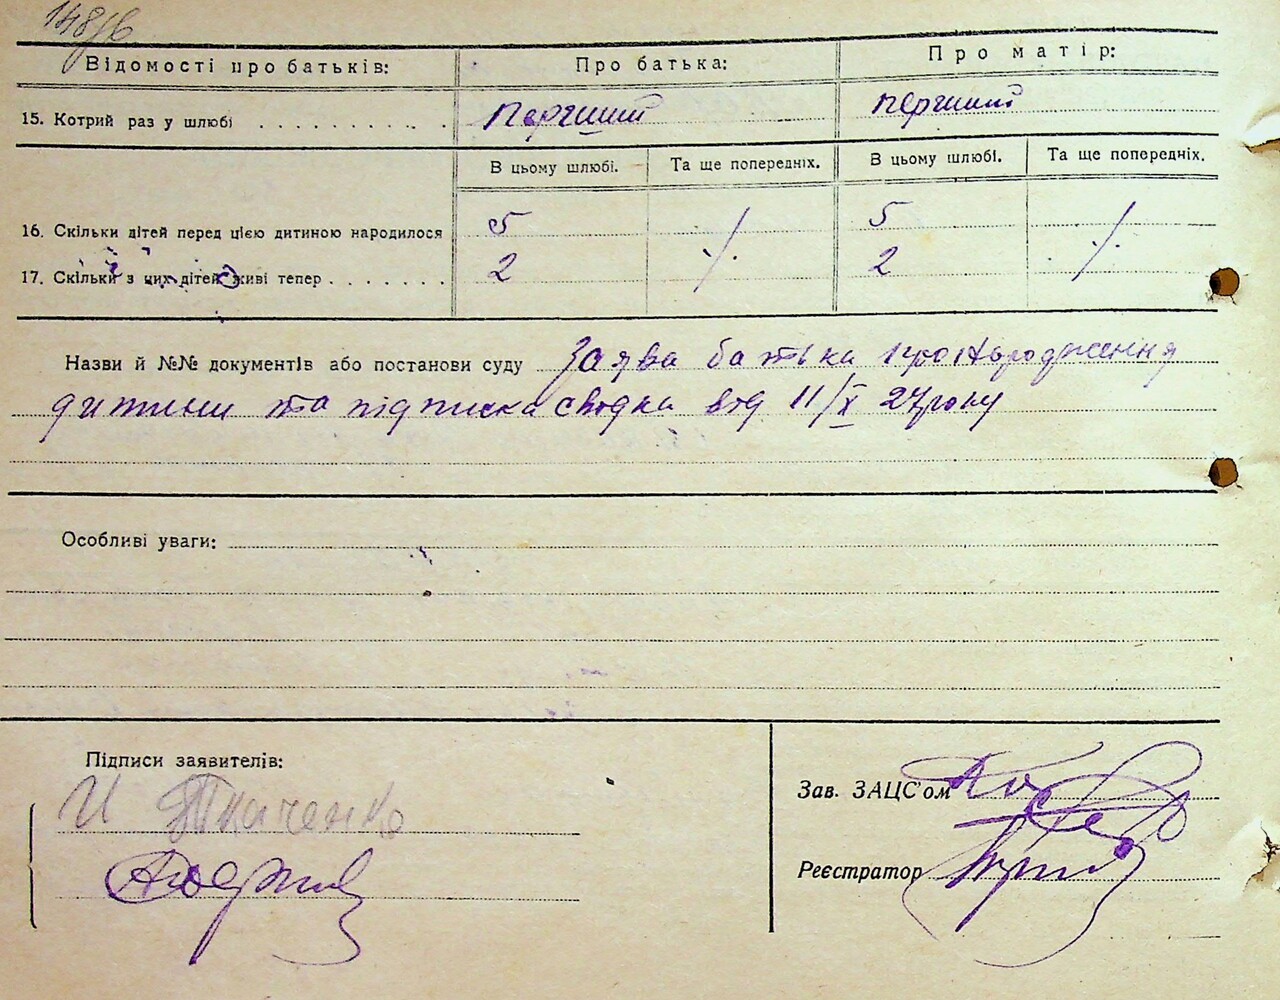 148/б
Відомості про батьків: Про батька: Про матір:
15. Котрий раз у шлюбі . . . . . . . . . . перший перший
В цьому шлюбі. Та ще попередніх. В цьому шлюбі. Та ще попередніх.
16. Скільки дітей перед цією дитиною народилося 5 ⁒ 5 ⁒
17. Скільки з них дітей живі тепер . . . . . . . 2 2
Назви й №№ документів або постанови суду Заява батька про народження
дитини та підписка свідка від 11/X 27 року
Особливі уваги:
Підписи заявителів:
И Ткаченко
Зав. ЗАЦС'ом
Реєстратор